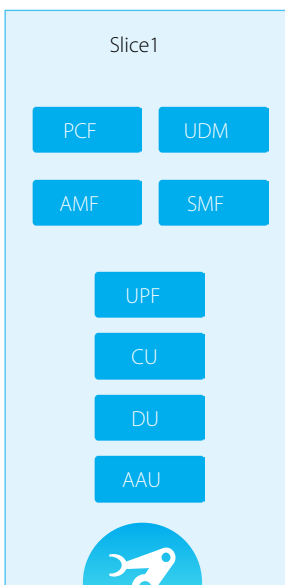 Slice1
PCF UDM
AMF SMF
UPF
CU
DU
AAU